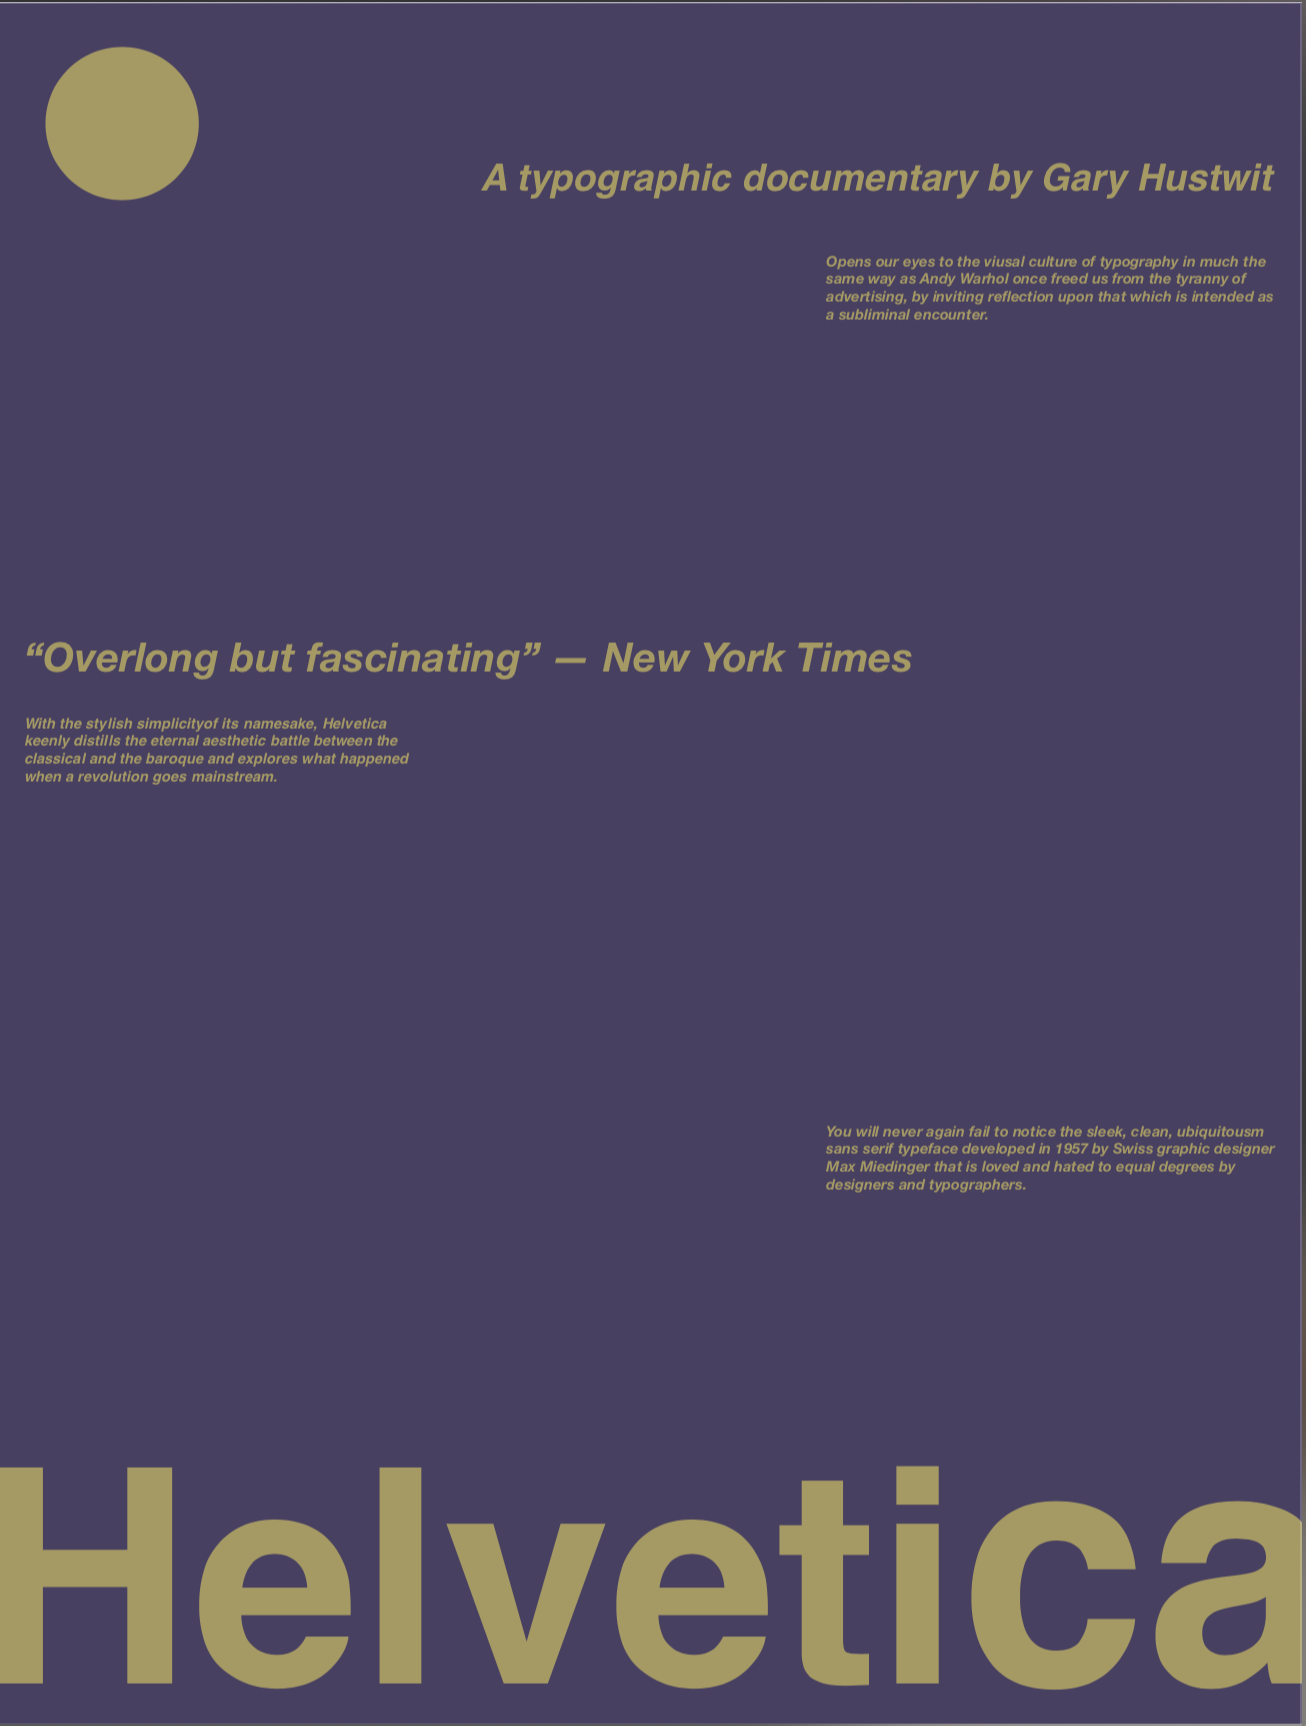 A typographic documentary by Gary Hustwit
Opens our eyes to the viusal culture of typography in much the
same way as Andy Warhol once freed us from the tyranny of
advertising, by inviting reflection upon that which is intended as
a subliminal encounter.
“Overlong but fascinating” — New York Times
With the stylish simplicityof its namesake, Helvetica
keenly distills the eternal aesthetic battle between the
classical and the baroque and explores what happened
when a revolution goes mainstream.
You will never again fail to notice the sleek, clean, ubiquitousm
sans serif typeface developed in 1957 by Swiss graphic designer
Max Miedinger that is loved and hated to equal degrees by
designers and typographers.
Helvetica